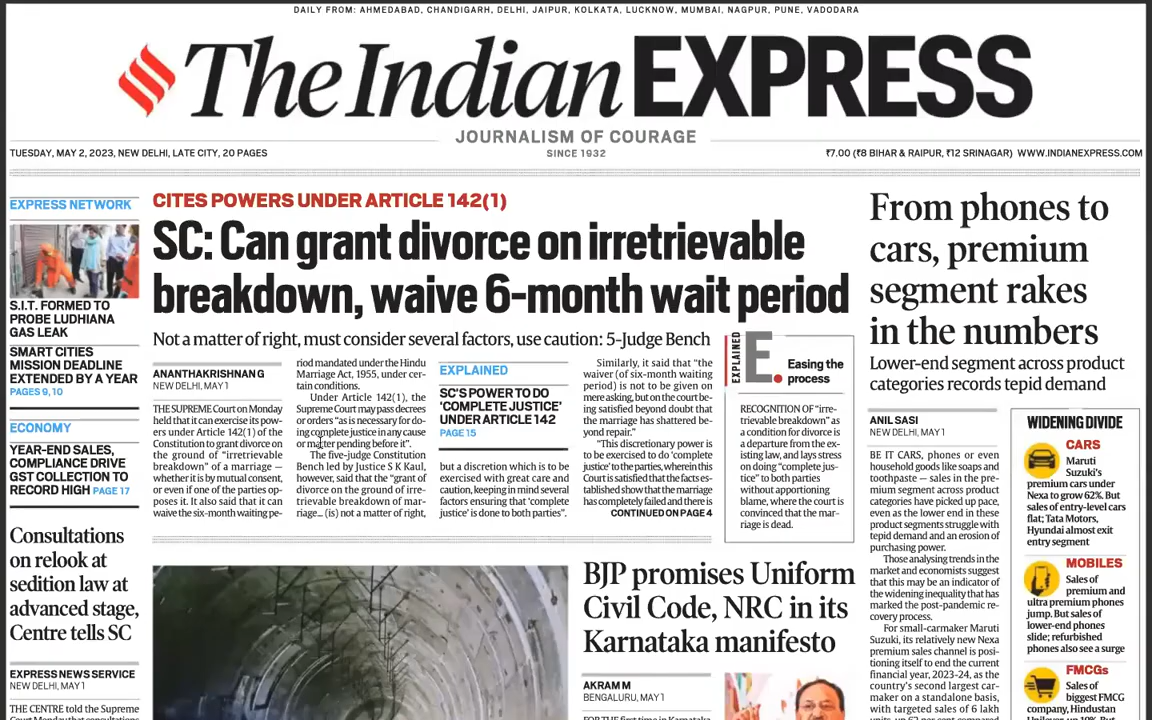 DAILY FROM: AHMEDABAD, CHANDIGARH, DELHI, JAIPUR, KOLKATA, LUCKNOW, MUMBAI, NAGPUR, PUNE, VADODARA
The Indian EXPRESS
JOURNALISM OF COURAGE
SINCE 1932
TUESDAY, MAY 2, 2023, NEW DELHI, LATE CITY, 20 PAGES
₹7.00 (₹8 BIHAR & RAIPUR, ₹12 SRINAGAR) WWW.INDIANEXPRESS.COM
EXPRESS NETWORK
S.I.T. FORMED TO
PROBE LUDHIANA
GAS LEAK
SMART CITIES
MISSION DEADLINE
EXTENDED BY A YEAR
PAGES 9, 10
ECONOMY
YEAR-END SALES,
COMPLIANCE DRIVE
GST COLLECTION TO
RECORD HIGH PAGE 17
Consultations
on relook at
sedition law at
advanced stage,
Centre tells SC
EXPRESS NEWS SERVICE
NEW DELHI, MAY 1
THE CENTRE told the Supreme
Court Monday that consultations
CITES POWERS UNDER ARTICLE 142(1)
SC: Can grant divorce on irretrievable
breakdown, waive 6-month wait period
Not a matter of right, must consider several factors, use caution: 5-Judge Bench
ANANTHAKRISHNAN G
NEW DELHI, MAY 1
THE SUPREME Court on Monday
held that it can exercise its pow-
ers under Article 142(1) of the
Constitution to grant divorce on
the ground of “irretrievable
breakdown” of a marriage —
whether it is by mutual consent,
or even if one of the parties op-
poses it. It also said that it can
waive the six-month waiting pe-
riod mandated under the Hindu
Marriage Act, 1955, under cer-
tain conditions.
Under Article 142(1), the
Supreme Court may pass decrees
or orders “as is necessary for do-
ing complete justice in any cause
or matter pending before it”.
The five-judge Constitution
Bench led by Justice S K Kaul,
however, said that the “grant of
divorce on the ground of irre-
trievable breakdown of mar-
riage... (is) not a matter of right,
EXPLAINED
SC'S POWER TO DO
‘COMPLETE JUSTICE’
UNDER ARTICLE 142
PAGE 15
but a discretion which is to be
exercised with great care and
caution, keeping in mind several
factors ensuring that ‘complete
justice’ is done to both parties”.
Similarly, it said that “the
waiver (of six-month waiting
period) is not to be given on
mere asking, but on the court be-
ing satisfied beyond doubt that
the marriage has shattered be-
yond repair.”
“This discretionary power is
to be exercised to do ‘complete
justice’ to the parties, wherein this
Court is satisfied that the facts es-
tablished show that the marriage
has completely failed and there is
CONTINUED ON PAGE 4
EXPLAINED
E.
Easing the
process
RECOGNITION OF “irre-
trievable breakdown” as
a condition for divorce is
a departure from the ex-
isting law, and lays stress
on doing “complete jus-
tice” to both parties
without apportioning
blame, where the court is
convinced that the mar-
riage is dead.
BJP promises Uniform
Civil Code, NRC in its
Karnataka manifesto
AKRAM M
BENGALURU, MAY 1
FOR THE first time in Karnataka
From phones to
cars, premium
segment rakes
in the numbers
Lower-end segment across product
categories records tepid demand
ANIL SASI
NEW DELHI, MAY 1
BE IT CARS, phones or even
household goods like soaps and
toothpaste — sales in the pre-
mium segment across product
categories have picked up pace,
even as the lower end in these
product segments struggle with
tepid demand and an erosion of
purchasing power.
Those analysing trends in the
market and economists suggest
that this may be an indicator of
the widening inequality that has
marked the post-pandemic re-
covery process.
For small-carmaker Maruti
Suzuki, its relatively new Nexa
premium sales channel is posi-
tioning itself to end the current
financial year, 2023-24, as the
country's second largest car-
maker on a standalone basis,
with targeted sales of 6 lakh
units, up 62 per cent compared
WIDENING DIVIDE
CARS
Maruti
Suzuki's
premium cars under
Nexa to grow 62%. But
sales of entry-level cars
flat; Tata Motors,
Hyundai almost exit
entry segment
MOBILES
Sales of
premium and
ultra premium phones
jump. But sales of
lower-end phones
slide; refurbished
phones also see a surge
FMCGs
Sales of
biggest FMCG
company, Hindustan